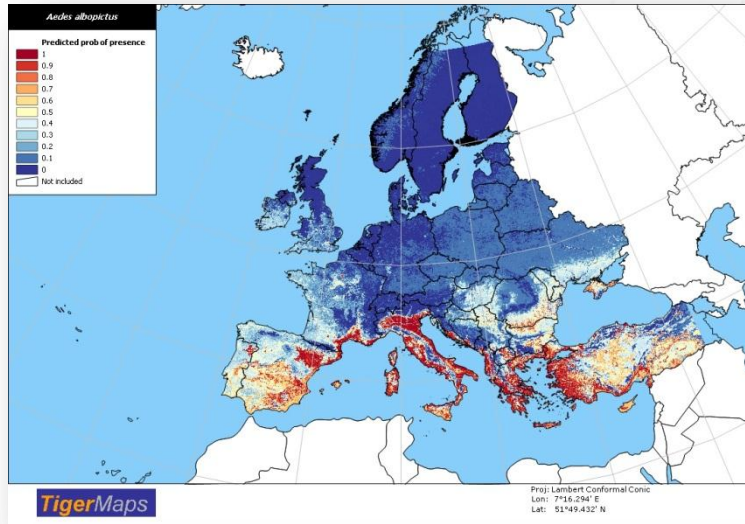 Aedes albopictus
Predicted prob of presence
1
0.9
0.8
0.7
0.6
0.5
0.4
0.3
0.2
0.1
0
Not included
TigerMaps
Proj: Lambert Conformal Conic
Lon: 7°16.294' E
Lat: 51°49.432' N